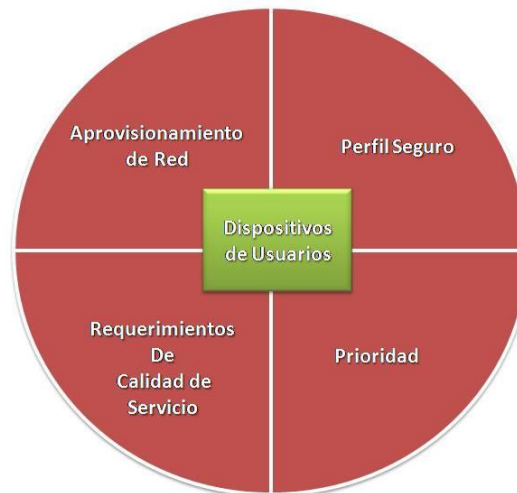 Aprovisionamiento
de Red
Perfil Seguro
Dispositivos
de Usuarios
Requerimientos
De
Calidad de
Servicio
Prioridad